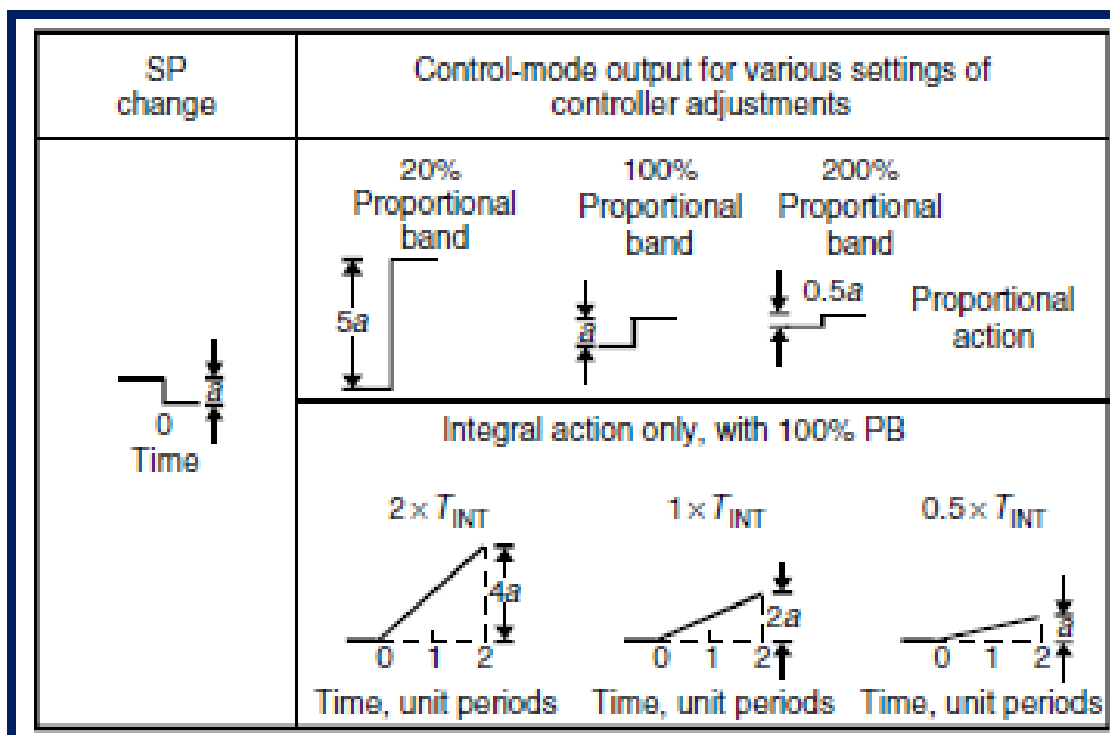 SP
change
Control-mode output for various settings of
controller adjustments
20%
Proportional
band
100%
Proportional
band
200%
Proportional
band
5a
a
0.5a
Proportional
action
a
0
Time
Integral action only, with 100% PB
2 × TINT
1 × TINT
0.5 × TINT
4a
2a
a
0 1 2
0 1 2
0 1 2
Time, unit periods
Time, unit periods
Time, unit periods